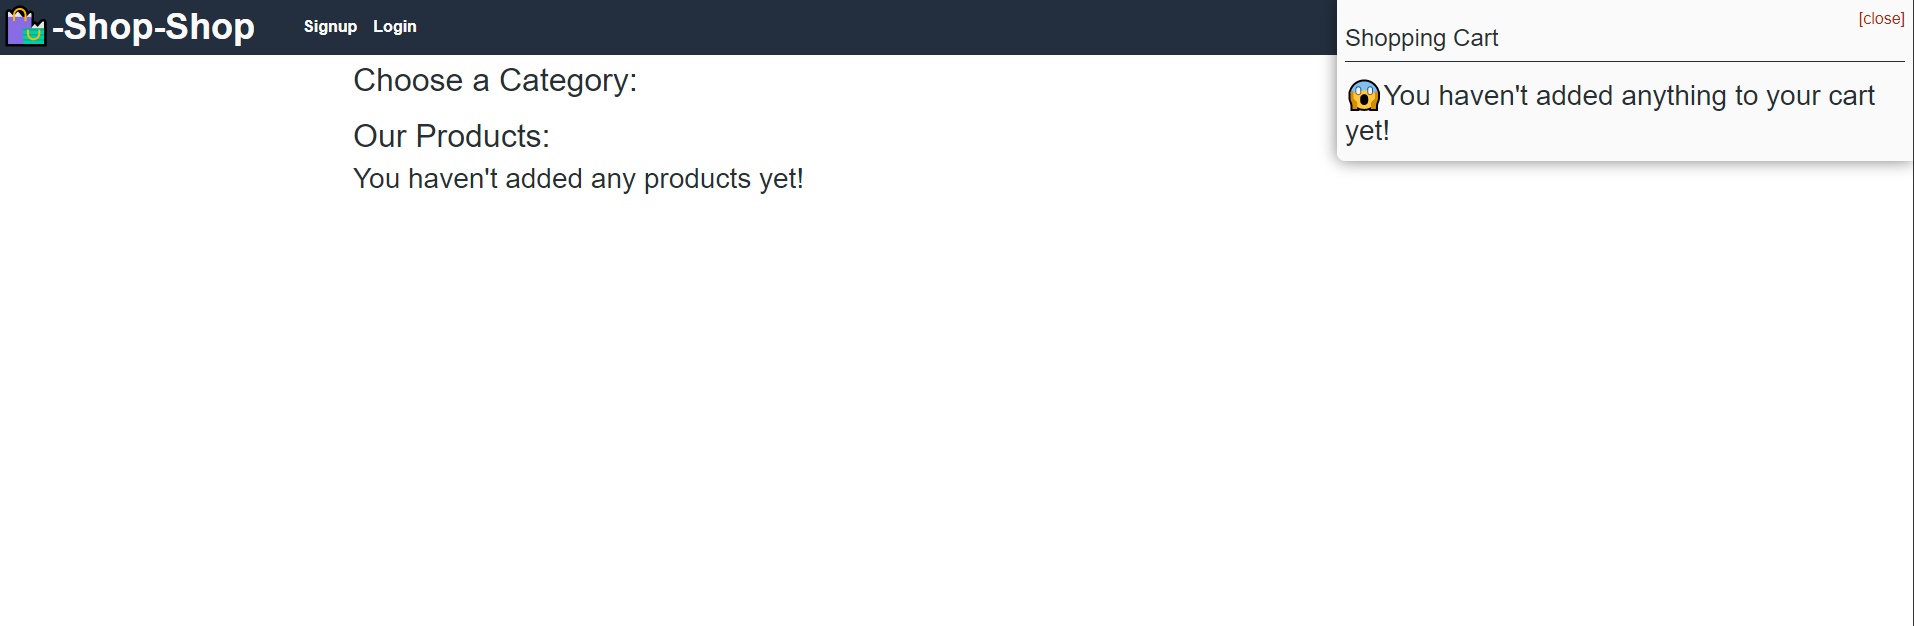 -Shop-Shop
Signup Login
Choose a Category:
Our Products:
You haven't added any products yet!
[close]
Shopping Cart
😱You haven't added anything to your cart
yet!